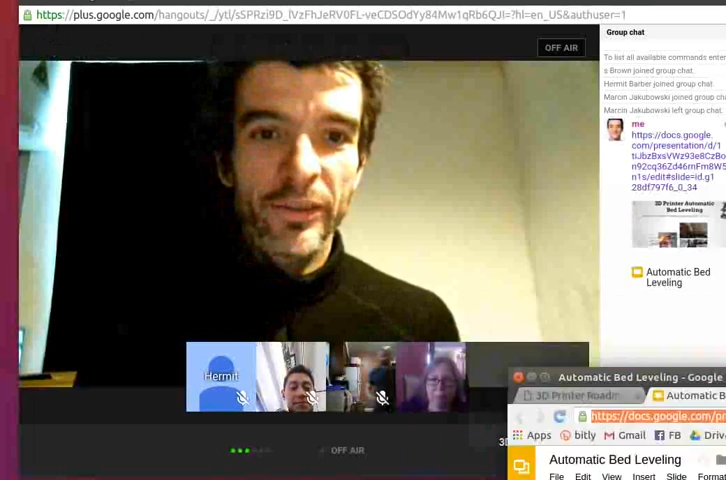 https://plus.google.com/hangouts/_/ytl/sSPRzi9D_lVzFhJeRV0FL-veCDSOdYy84Mw1qRb6QJI=?hl=en_US&authuser=1
OFF AIR
Group chat
To list all available commands enter
s Brown joined group chat.
Hermit Barber joined group chat.
Marcin Jakubowski joined group cha
Marcin Jakubowski left group chat.
me
https://docs.google.
com/presentation/d/1
tiJbzBxsVWz93e8CzBo
n92cq36Zd46rnFm8W5
n1s/edit#slide=id.g1
28df797f6_0_34
3D Printer Automatic
Bed Leveling
Automatic Bed
Leveling
Hermit
OFF AIR
3D
Automatic Bed Leveling - Google
3D Printer Roadm
Automatic B
https://docs.google.com/pr
Apps bitly Gmail FB Driv
Automatic Bed Leveling
File Edit View Insert Slide Format